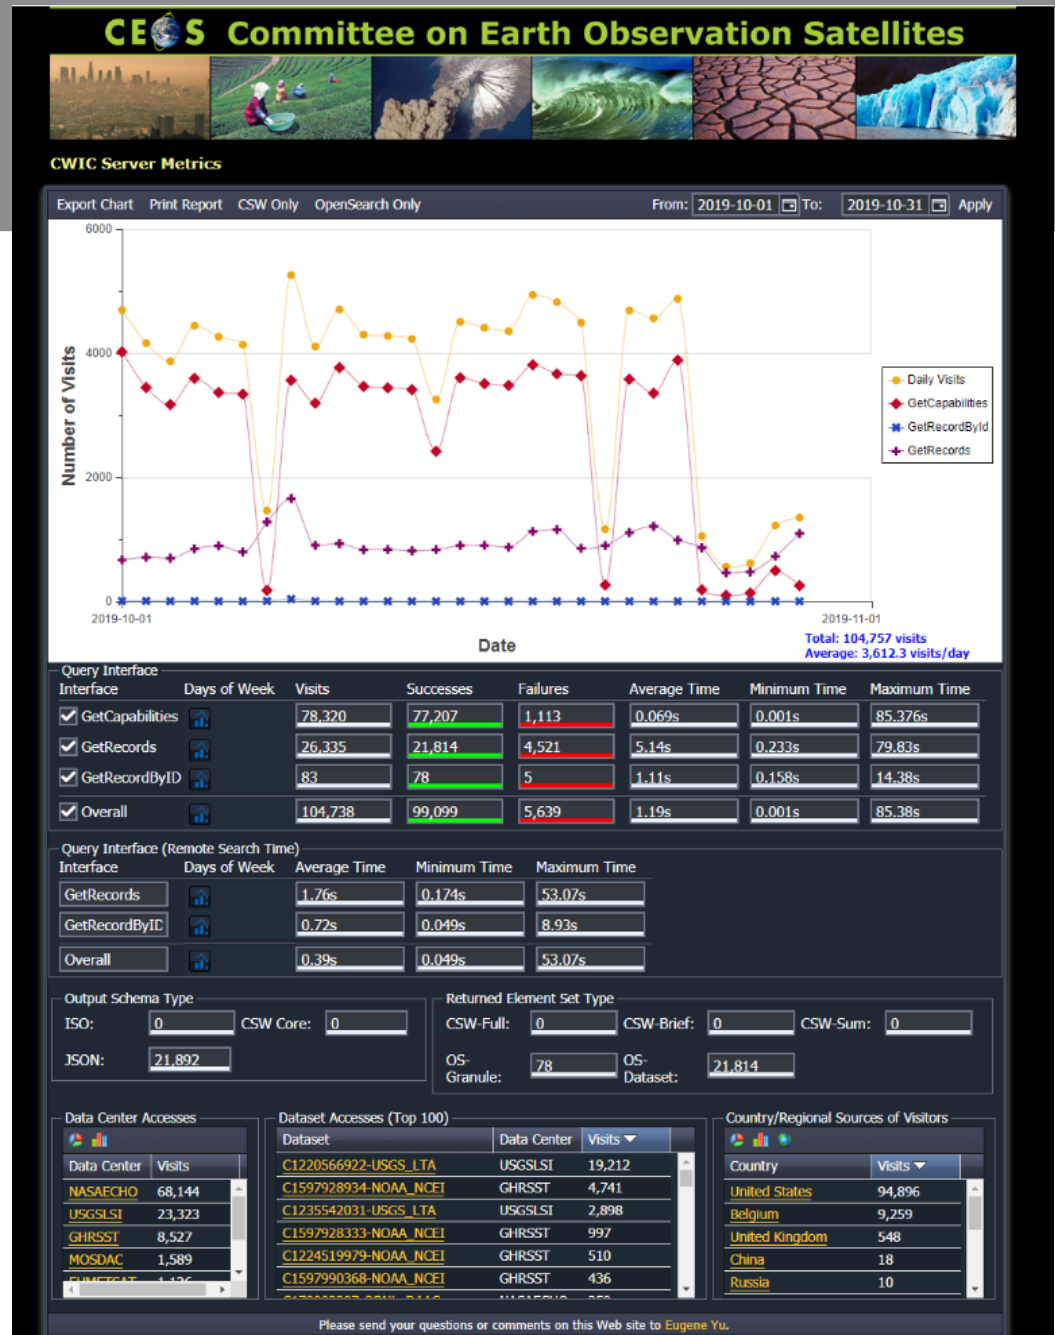 CEOS Committee on Earth Observation Satellites
CWIC Server Metrics
Export Chart Print Report CSW Only OpenSearch Only From: 2019-10-01 To: 2019-10-31 Apply
6000
4000
2000
0
Number of Visits
2019-10-01 2019-11-01
Date
Daily Visits
GetCapabilities
GetRecordById
GetRecords
Total: 104,757 visits
Average: 3,612.3 visits/day
Query Interface
Interface Days of Week Visits Successes Failures Average Time Minimum Time Maximum Time
GetCapabilities 78,320 77,207 1,113 0.069s 0.001s 85.376s
GetRecords 26,335 21,814 4,521 5.14s 0.233s 79.83s
GetRecordByID 83 78 5 1.11s 0.158s 14.38s
Overall 104,738 99,099 5,639 1.19s 0.001s 85.38s
Query Interface (Remote Search Time)
Interface Days of Week Average Time Minimum Time Maximum Time
GetRecords 1.76s 0.174s 53.07s
GetRecordByID 0.72s 0.049s 8.93s
Overall 0.39s 0.049s 53.07s
Output Schema Type
ISO: 0 CSW Core: 0
JSON: 21,892
Returned Element Set Type
CSW-Full: 0 CSW-Brief: 0 CSW-Sum: 0
OS-Granule: 78 OS-Dataset: 21,814
Data Center Accesses
Data Center Visits
NASAECHO 68,144
USGSLSI 23,323
GHRSST 8,527
MOSDAC 1,589
EUMETSAT 1,126
Dataset Accesses (Top 100)
Dataset Data Center Visits
C1220566922-USGS_LTA USGSLSI 19,212
C1597928934-NOAA_NCEI GHRSST 4,741
C1235542031-USGS_LTA USGSLSI 2,898
C1597928333-NOAA_NCEI GHRSST 997
C1224519979-NOAA_NCEI GHRSST 510
C1597990368-NOAA_NCEI GHRSST 436
Country/Regional Sources of Visitors
Country Visits
United States 94,896
Belgium 9,259
United Kingdom 548
China 18
Russia 10
Please send your questions or comments on this Web site to Eugene Yu.